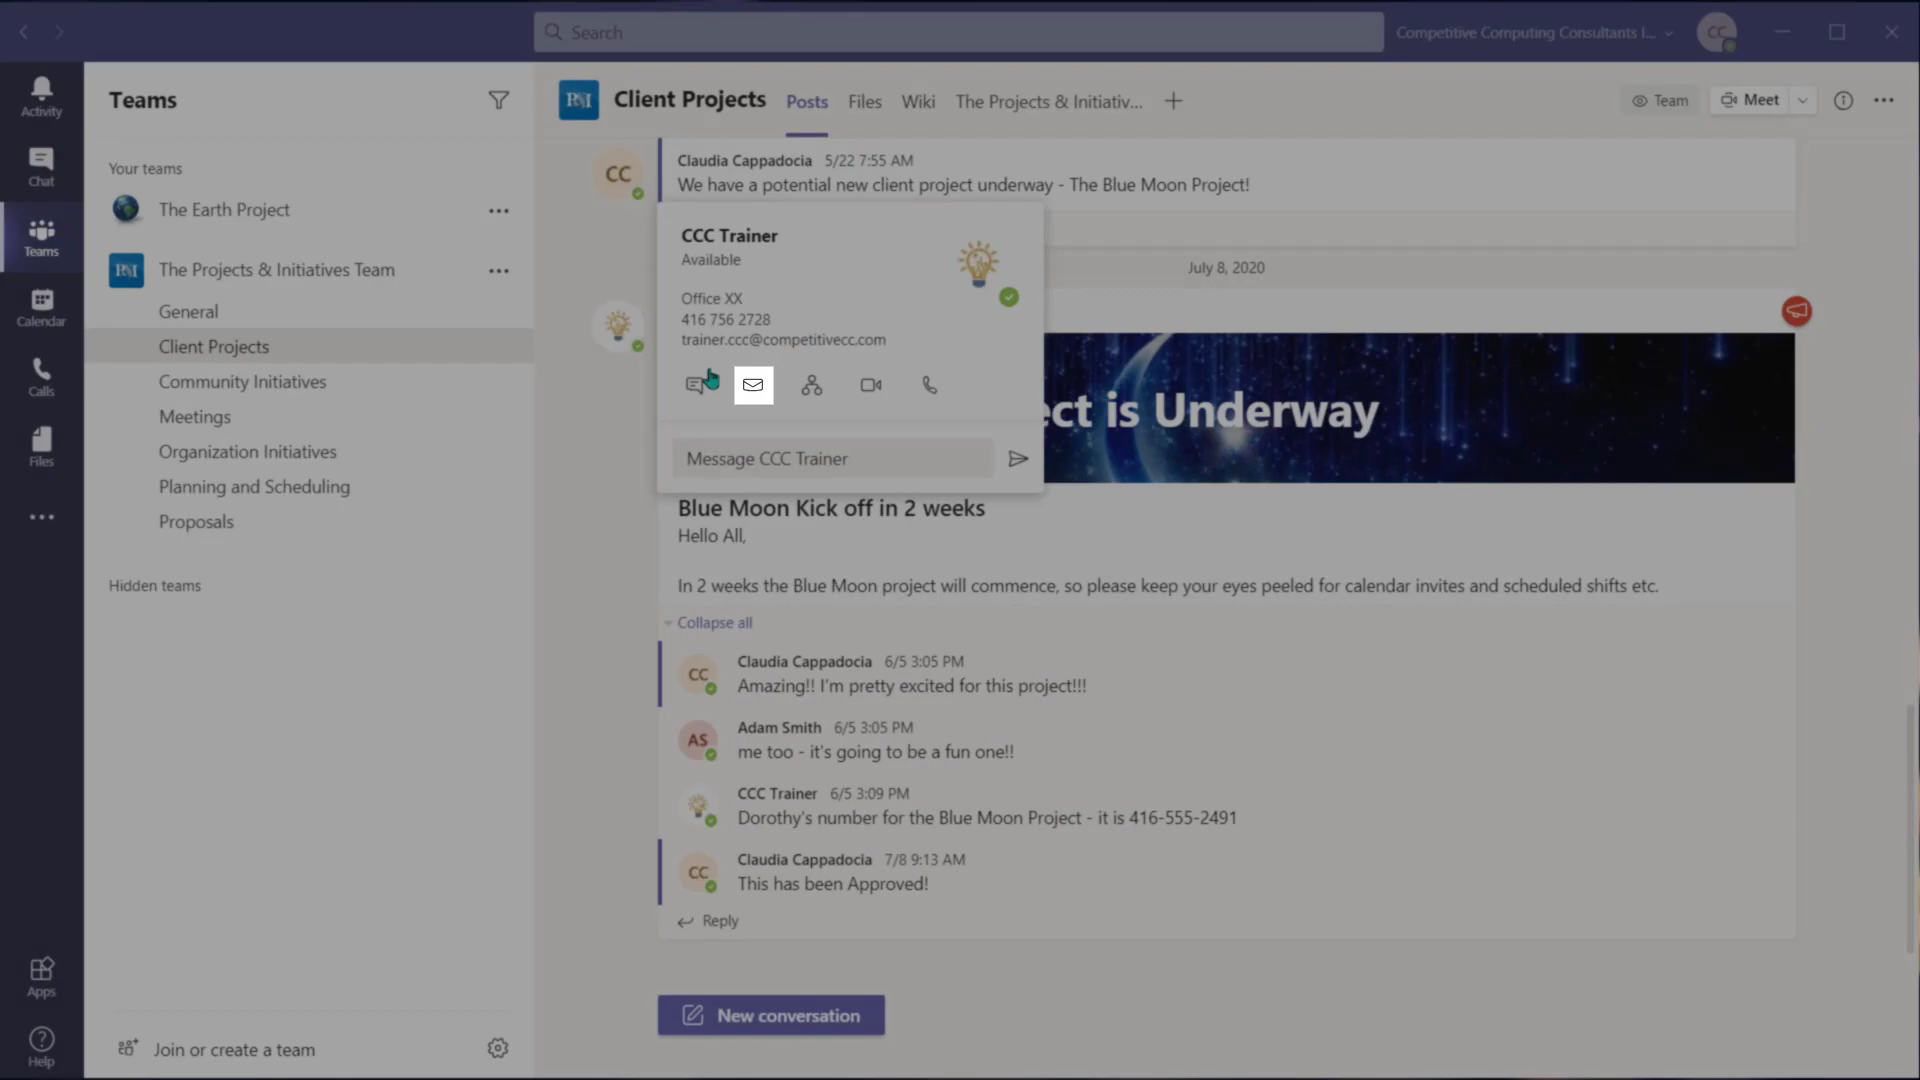 Search
Competitive Computing Consultants I...
CC
Activity
Chat
Teams
Calendar
Calls
Files
Apps
Help
Teams
Your teams
The Earth Project
P&I
The Projects & Initiatives Team
General
Client Projects
Community Initiatives
Meetings
Organization Initiatives
Planning and Scheduling
Proposals
Hidden teams
Join or create a team
P&I
Client Projects
Posts
Files
Wiki
The Projects & Initiativ...
Team
Meet
CC
Claudia Cappadocia 5/22 7:55 AM
We have a potential new client project underway - The Blue Moon Project!
July 8, 2020
CCC Trainer
Available
Office XX
416 756 2728
trainer.ccc@competitivecc.com
Message CCC Trainer
ect is Underway
Blue Moon Kick off in 2 weeks
Hello All,
In 2 weeks the Blue Moon project will commence, so please keep your eyes peeled for calendar invites and scheduled shifts etc.
Collapse all
CC
Claudia Cappadocia 6/5 3:05 PM
Amazing!! I'm pretty excited for this project!!!
AS
Adam Smith 6/5 3:05 PM
me too - it's going to be a fun one!!
CCC Trainer 6/5 3:09 PM
Dorothy's number for the Blue Moon Project - it is 416-555-2491
CC
Claudia Cappadocia 7/8 9:13 AM
This has been Approved!
Reply
New conversation